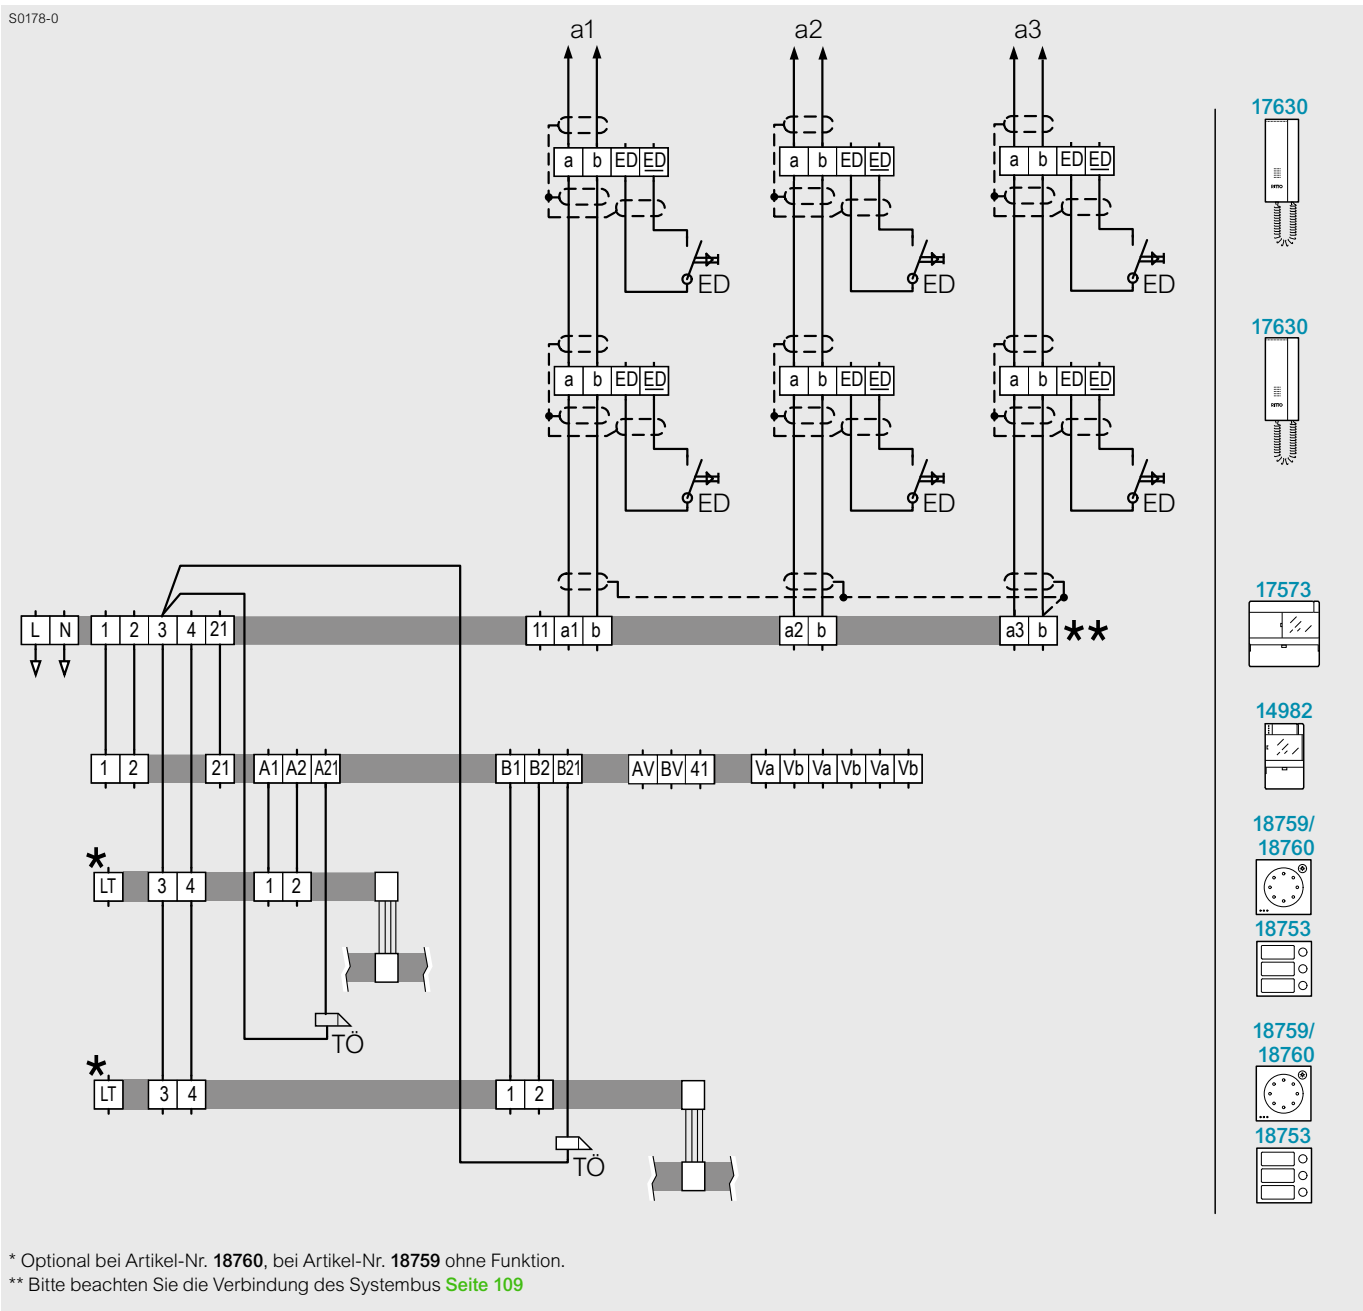 S0178-0
a1 a2 a3
17630
a b ED ED a b ED ED a b ED ED
RITTO
ED ED ED
17630
a b ED ED a b ED ED a b ED ED
RITTO
ED ED ED
17573
L N 1 2 3 4 21 11 a1 b a2 b a3 b **
14982
1 2 21 A1 A2 A21 B1 B2 B21 AV BV 41 Va Vb Va Vb Va Vb
18759/
18760
*
LT 3 4 1 2
18753
TÖ
18759/
18760
*
LT 3 4 1 2
18753
TÖ
* Optional bei Artikel-Nr. 18760, bei Artikel-Nr. 18759 ohne Funktion.
** Bitte beachten Sie die Verbindung des Systembus Seite 109